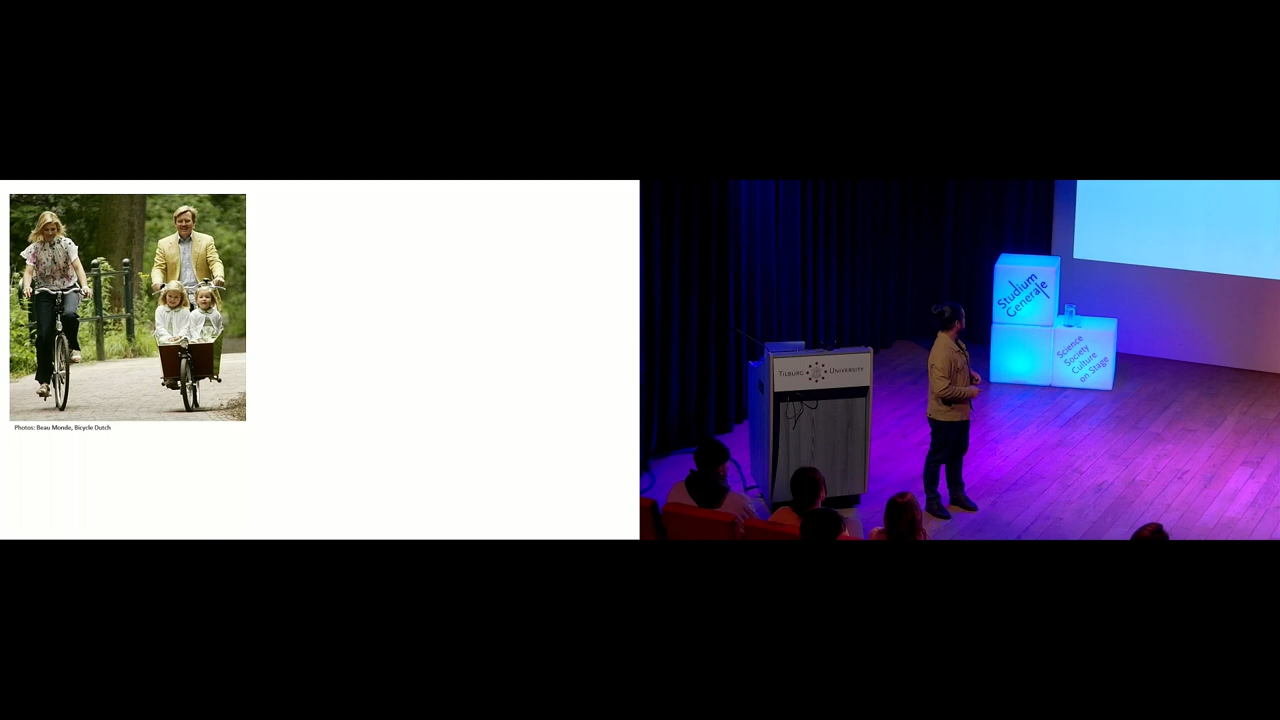 Photos: Beau Monde, Bicycle Dutch
Studium
Generale
TILBURG UNIVERSITY
Science
Society
Culture
on Stage